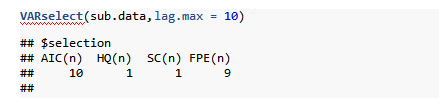 VARselect(sub.data,lag.max = 10)
## $selection
## AIC(n)  HQ(n)  SC(n) FPE(n)
##     10      1      1      9
##